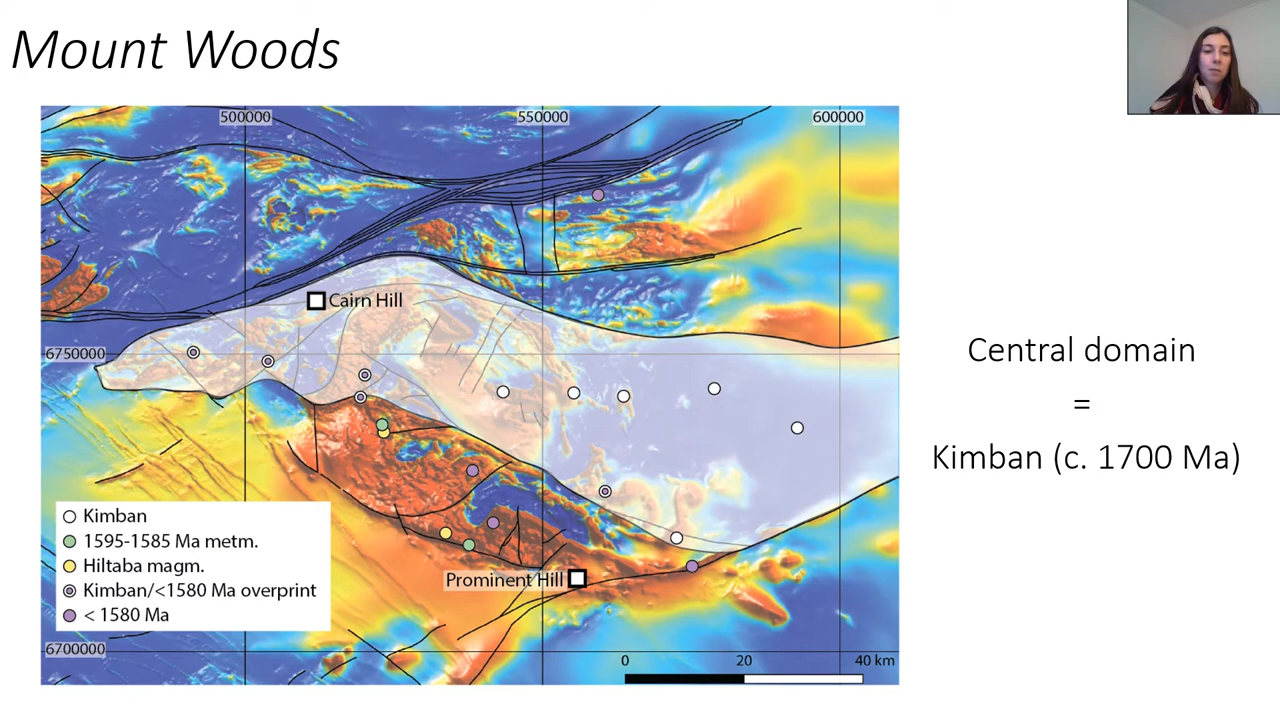 Mount Woods
500000
550000
600000
Cairn Hill
6750000
Central domain
=
Kimban (c. 1700 Ma)
Kimban
1595-1585 Ma metm.
Hiltaba magm.
Kimban/<1580 Ma overprint
< 1580 Ma
Prominent Hill
6700000
0
20
40 km